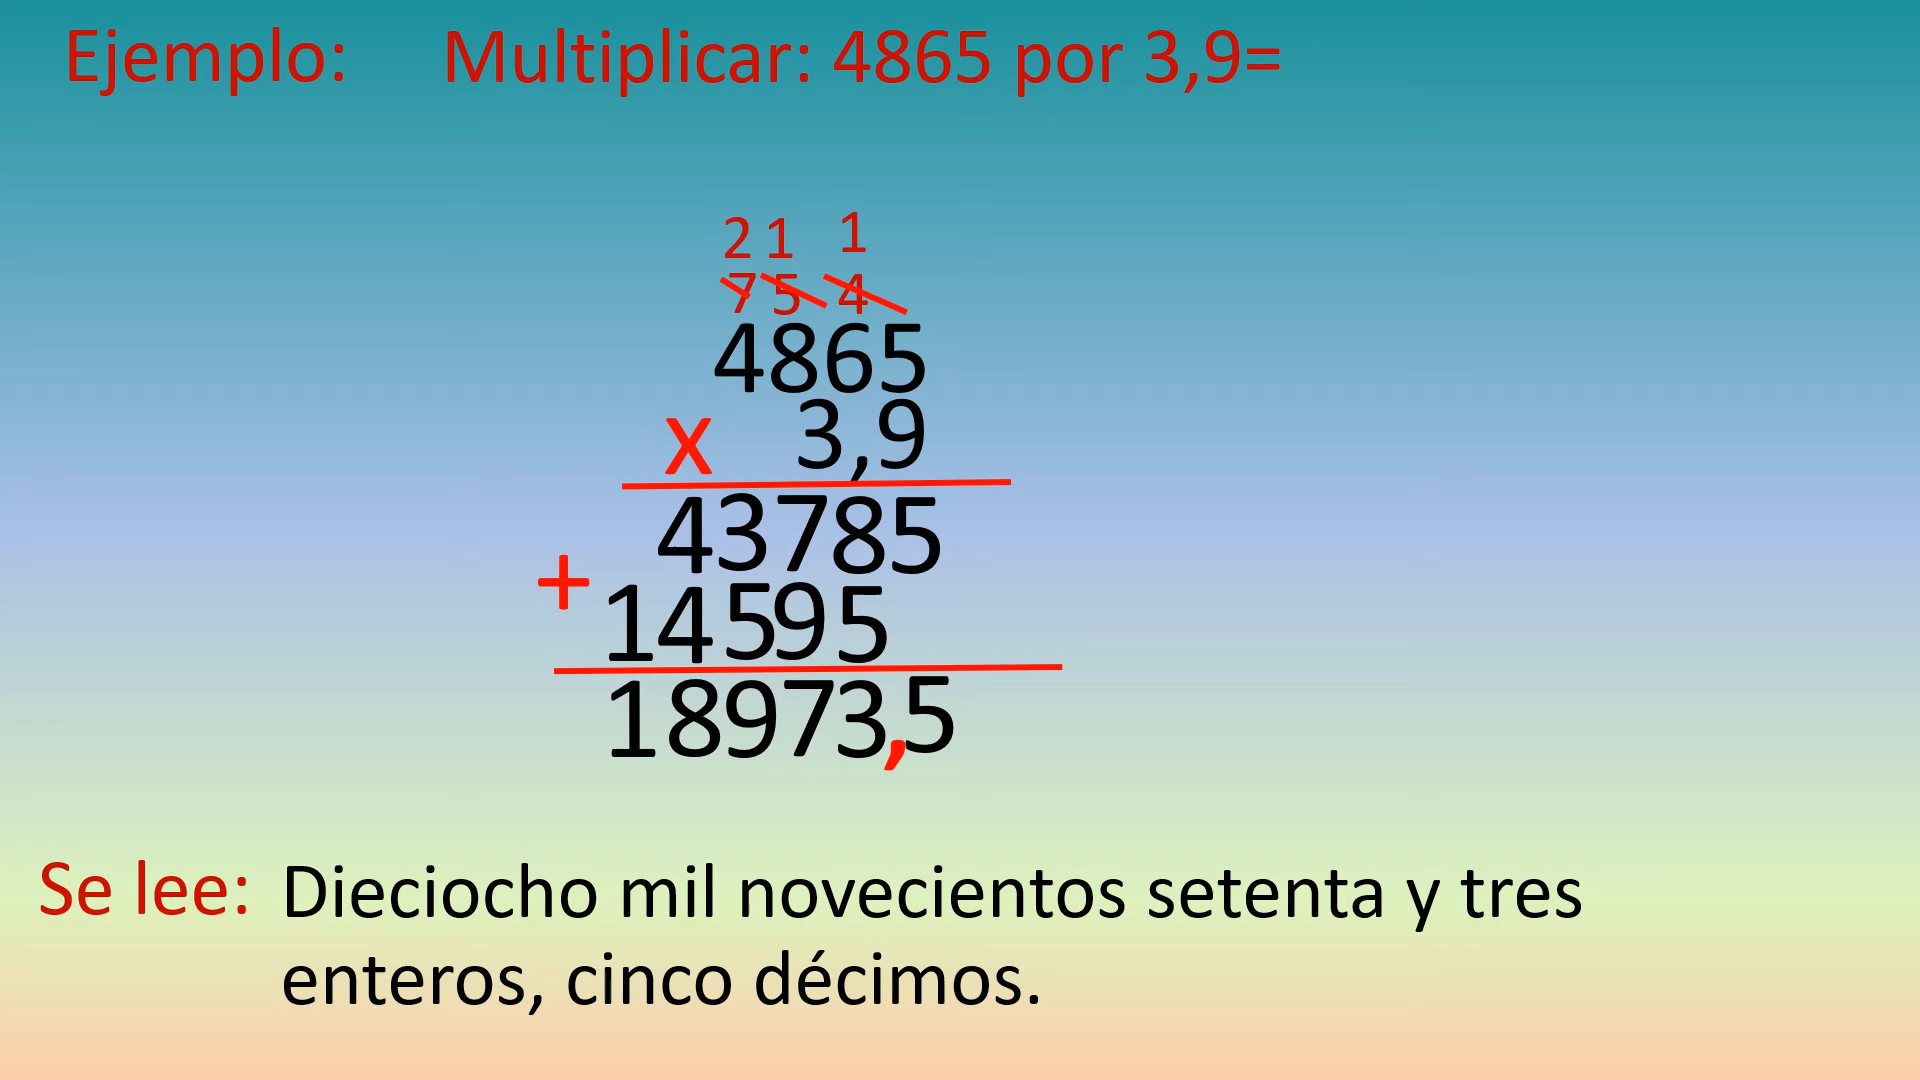 Ejemplo: Multiplicar: 4865 por 3,9=
2 1 1
7 5 4
4865
x 3,9
43785
+
14595
18973,5
Se lee: Dieciocho mil novecientos setenta y tres
enteros, cinco décimos.